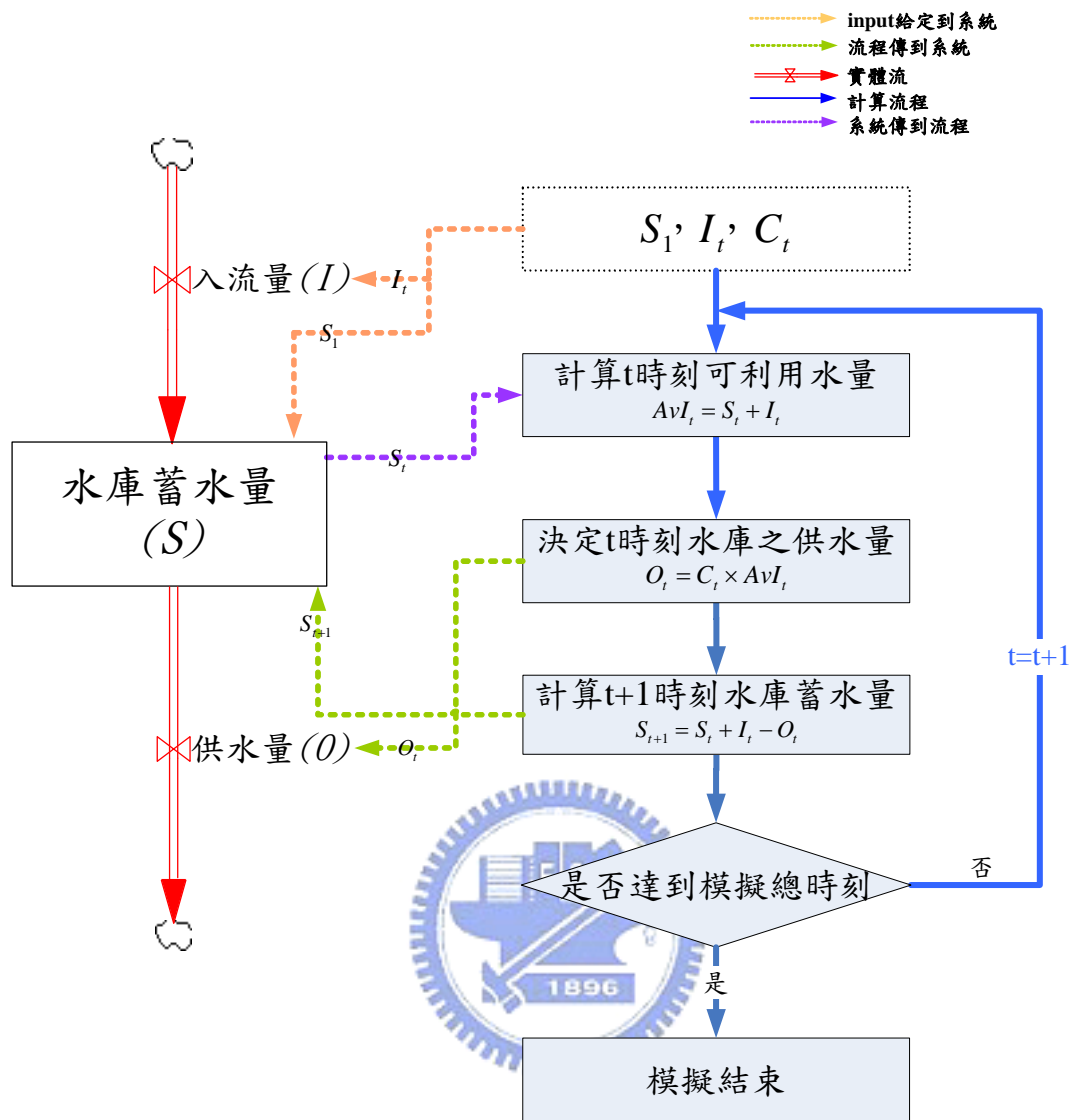 input給定到系統
流程傳到系統
實體流
計算流程
系統傳到流程
S₁, Iₜ, Cₜ
入流量(I)
Iₜ
S₁
計算t時刻可利用水量
AvIₜ = Sₜ + Iₜ
Sₜ
水庫蓄水量
(S)
決定t時刻水庫之供水量
Oₜ = Cₜ × AvIₜ
Sₜ₊₁
t=t+1
計算t+1時刻水庫蓄水量
Sₜ₊₁ = Sₜ + Iₜ − Oₜ
供水量(O)
Oₜ
是否達到模擬總時刻
否
是
1896
模擬結束